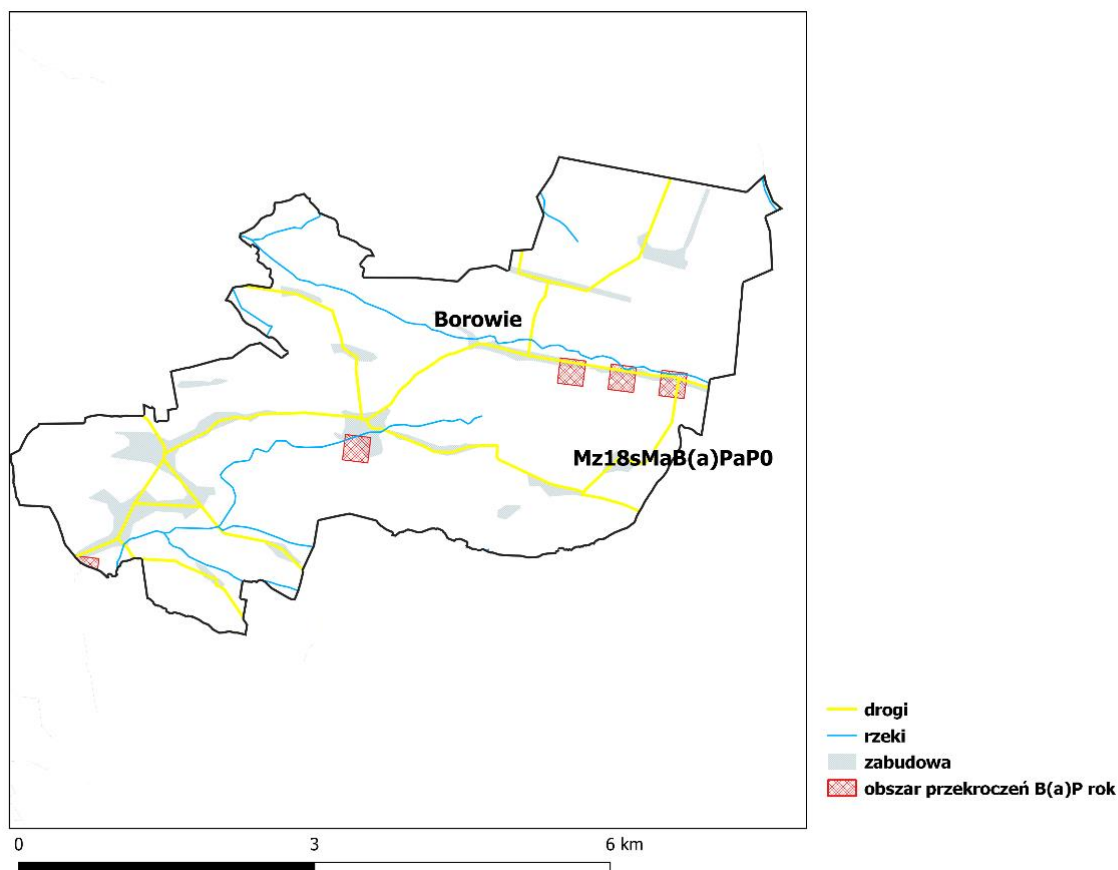 Borowie
Mz18sMaB(a)PaP0
drogi
rzeki
zabudowa
obszar przekroczeń B(a)P rok
0 3 6 km